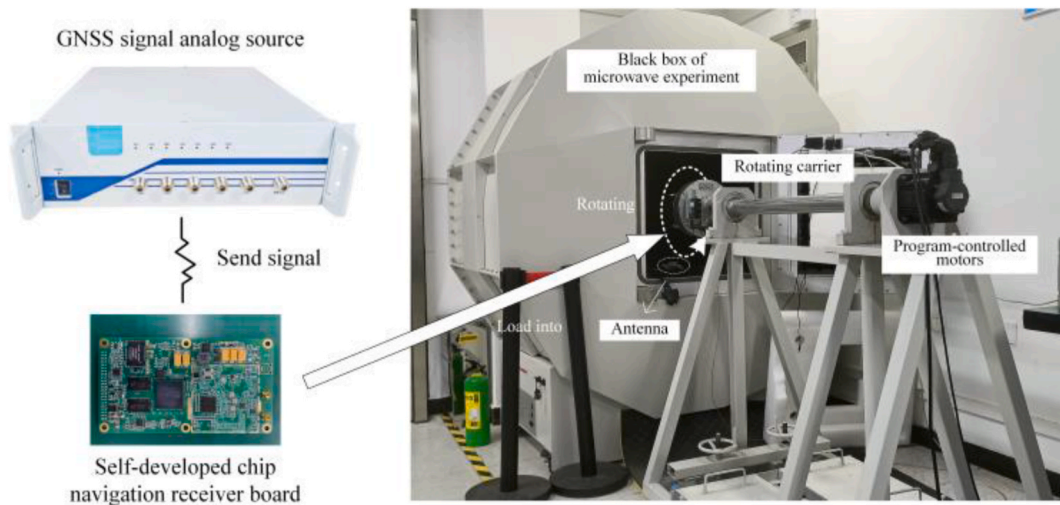 GNSS signal analog source
Send signal
Self-developed chip
navigation receiver board
Black box of
microwave experiment
Rotating carrier
Rotating
Program-controlled
motors
Load into
Antenna